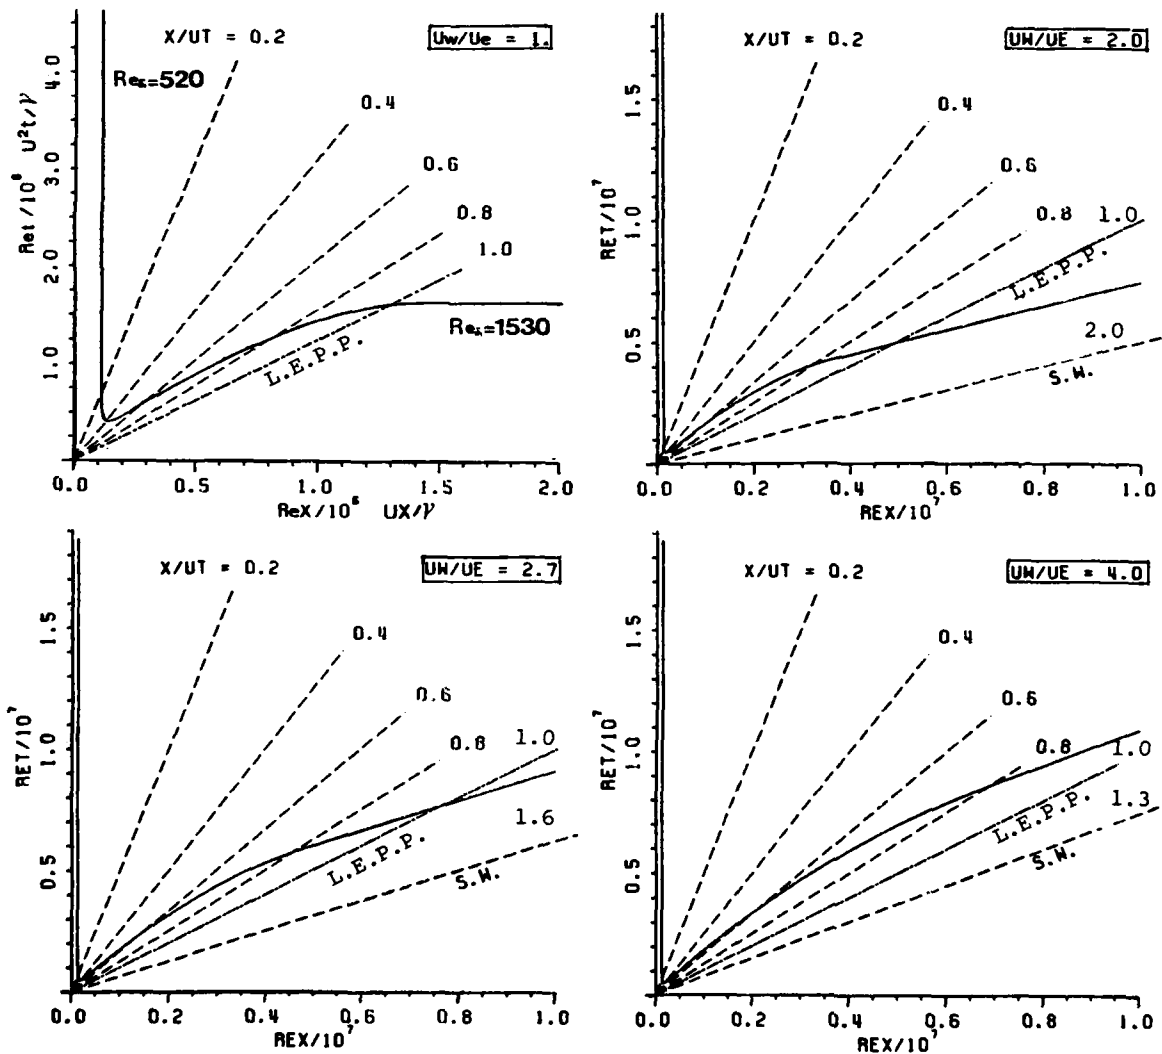 X/UT = 0.2
Uw/Ue = 1.
0.4
0.6
0.8
1.0
L.E.P.P.
Ret/10⁶ U²t/ν
4.0
3.0
2.0
1.0
0.0 0.5 1.0 1.5 2.0
ReX/10⁶ UX/ν
X/UT = 0.2
UW/UE = 2.0
0.4
0.6
0.8 1.0
L.E.P.P.
2.0
S.W.
RET/10⁷
1.5
1.0
0.5
0.0 0.2 0.4 0.6 0.8 1.0
REX/10⁷
X/UT = 0.2
UW/UE = 2.7
0.4
0.6
0.8 1.0
L.E.P.P.
1.6
S.W.
RET/10⁷
1.5
1.0
0.5
0.0 0.2 0.4 0.6 0.8 1.0
REX/10⁷
X/UT = 0.2
UW/UE = 4.0
0.4
0.6
0.8 1.0
L.E.P.P.
1.3
S.W.
RET/10⁷
1.5
1.0
0.5
0.0 0.2 0.4 0.6 0.8 1.0
REX/10⁷